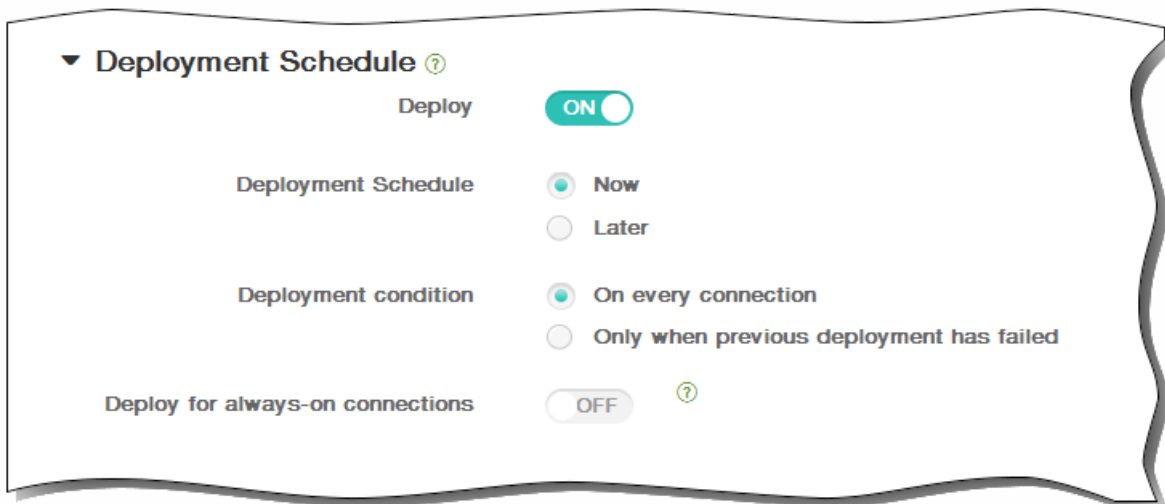 Deployment Schedule ?
Deploy ON
Deployment Schedule Now
Later
Deployment condition On every connection
Only when previous deployment has failed
Deploy for always-on connections OFF ?